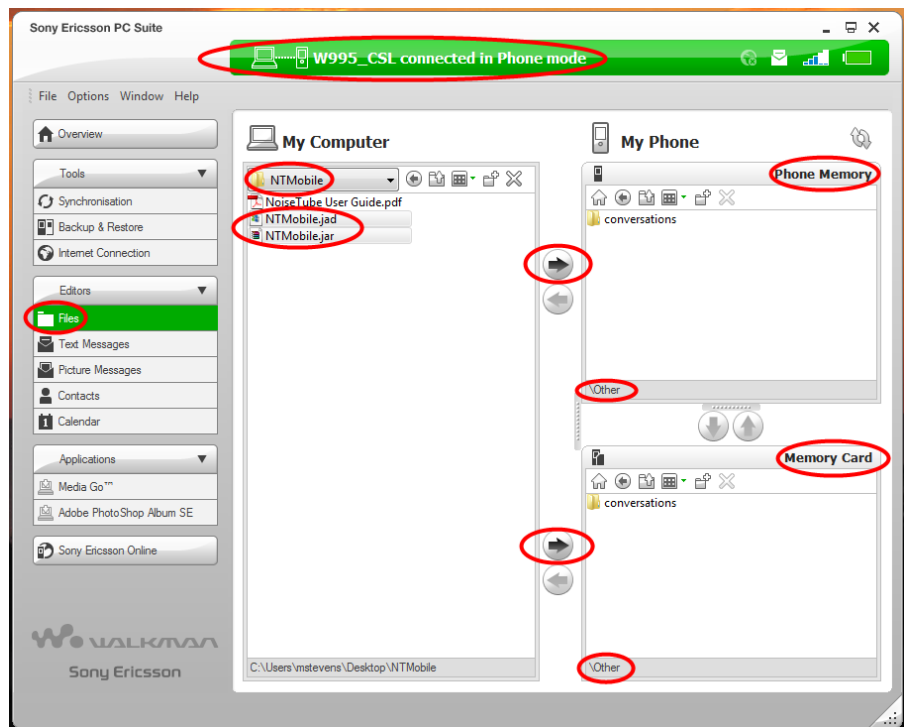 Sony Ericsson PC Suite
W995_CSL connected in Phone mode
File Options Window Help
Overview
Tools
Synchronisation
Backup & Restore
Internet Connection
Editors
Files
Text Messages
Picture Messages
Contacts
Calendar
Applications
Media Go™
Adobe PhotoShop Album SE
Sony Ericsson Online
WALKMAN
Sony Ericsson
My Computer
NTMobile
NoiseTube User Guide.pdf
NTMobile.jad
NTMobile.jar
C:\Users\mstevens\Desktop\NTMobile
My Phone
Phone Memory
conversations
\Other
Memory Card
conversations
\Other